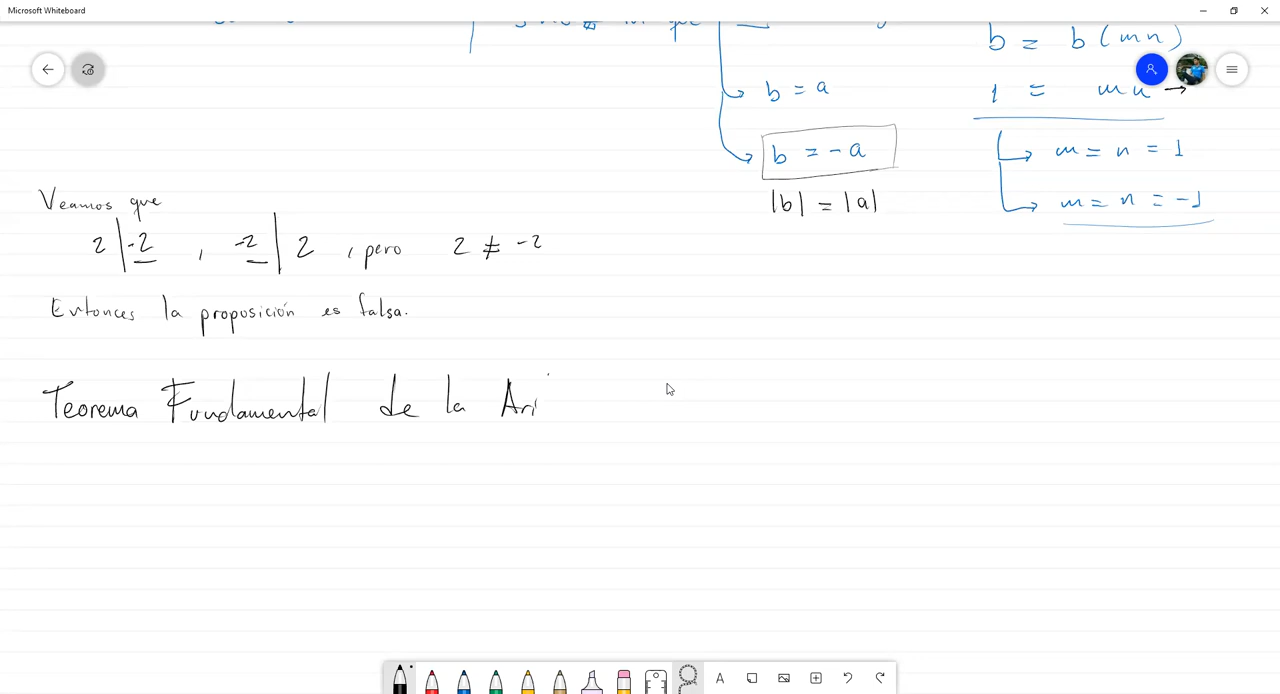 Microsoft Whiteboard
b = b(mn)
b = a
1 = mn →
b = -a
m = n = 1
|b| = |a|
m = n = -1
Veamos que
2 | -2 , -2 | 2 , pero 2 ≠ -2
Entonces la proposición es falsa.
Teorema Fundamental de la Ari